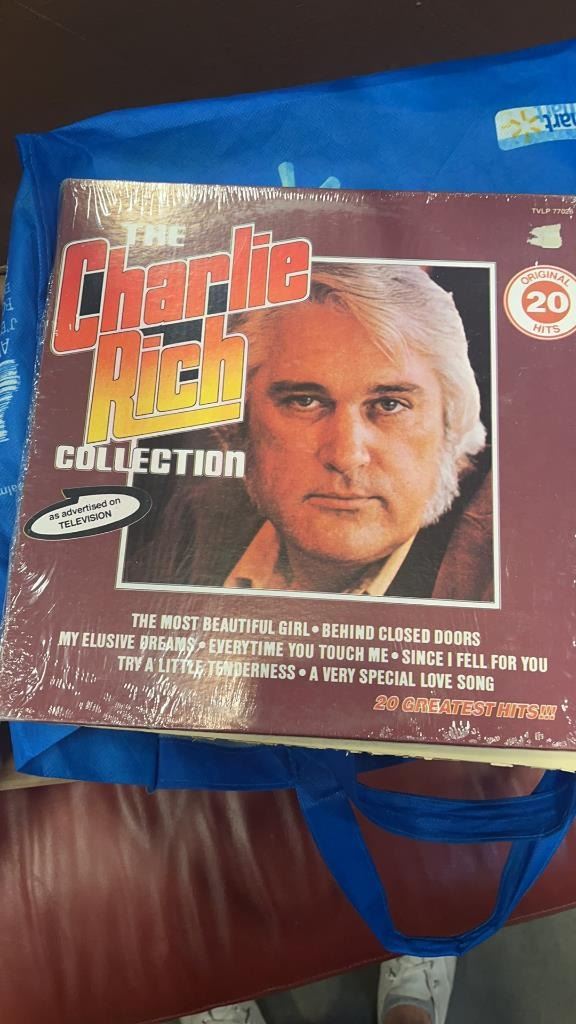 TVLP 77026
THE
Charlie
Rich
COLLECTION
ORIGINAL
20
HITS
as advertised on
TELEVISION
THE MOST BEAUTIFUL GIRL • BEHIND CLOSED DOORS
MY ELUSIVE DREAMS • EVERYTIME YOU TOUCH ME • SINCE I FELL FOR YOU
TRY A LITTLE TENDERNESS • A VERY SPECIAL LOVE SONG
20 GREATEST HITS!!!
mart